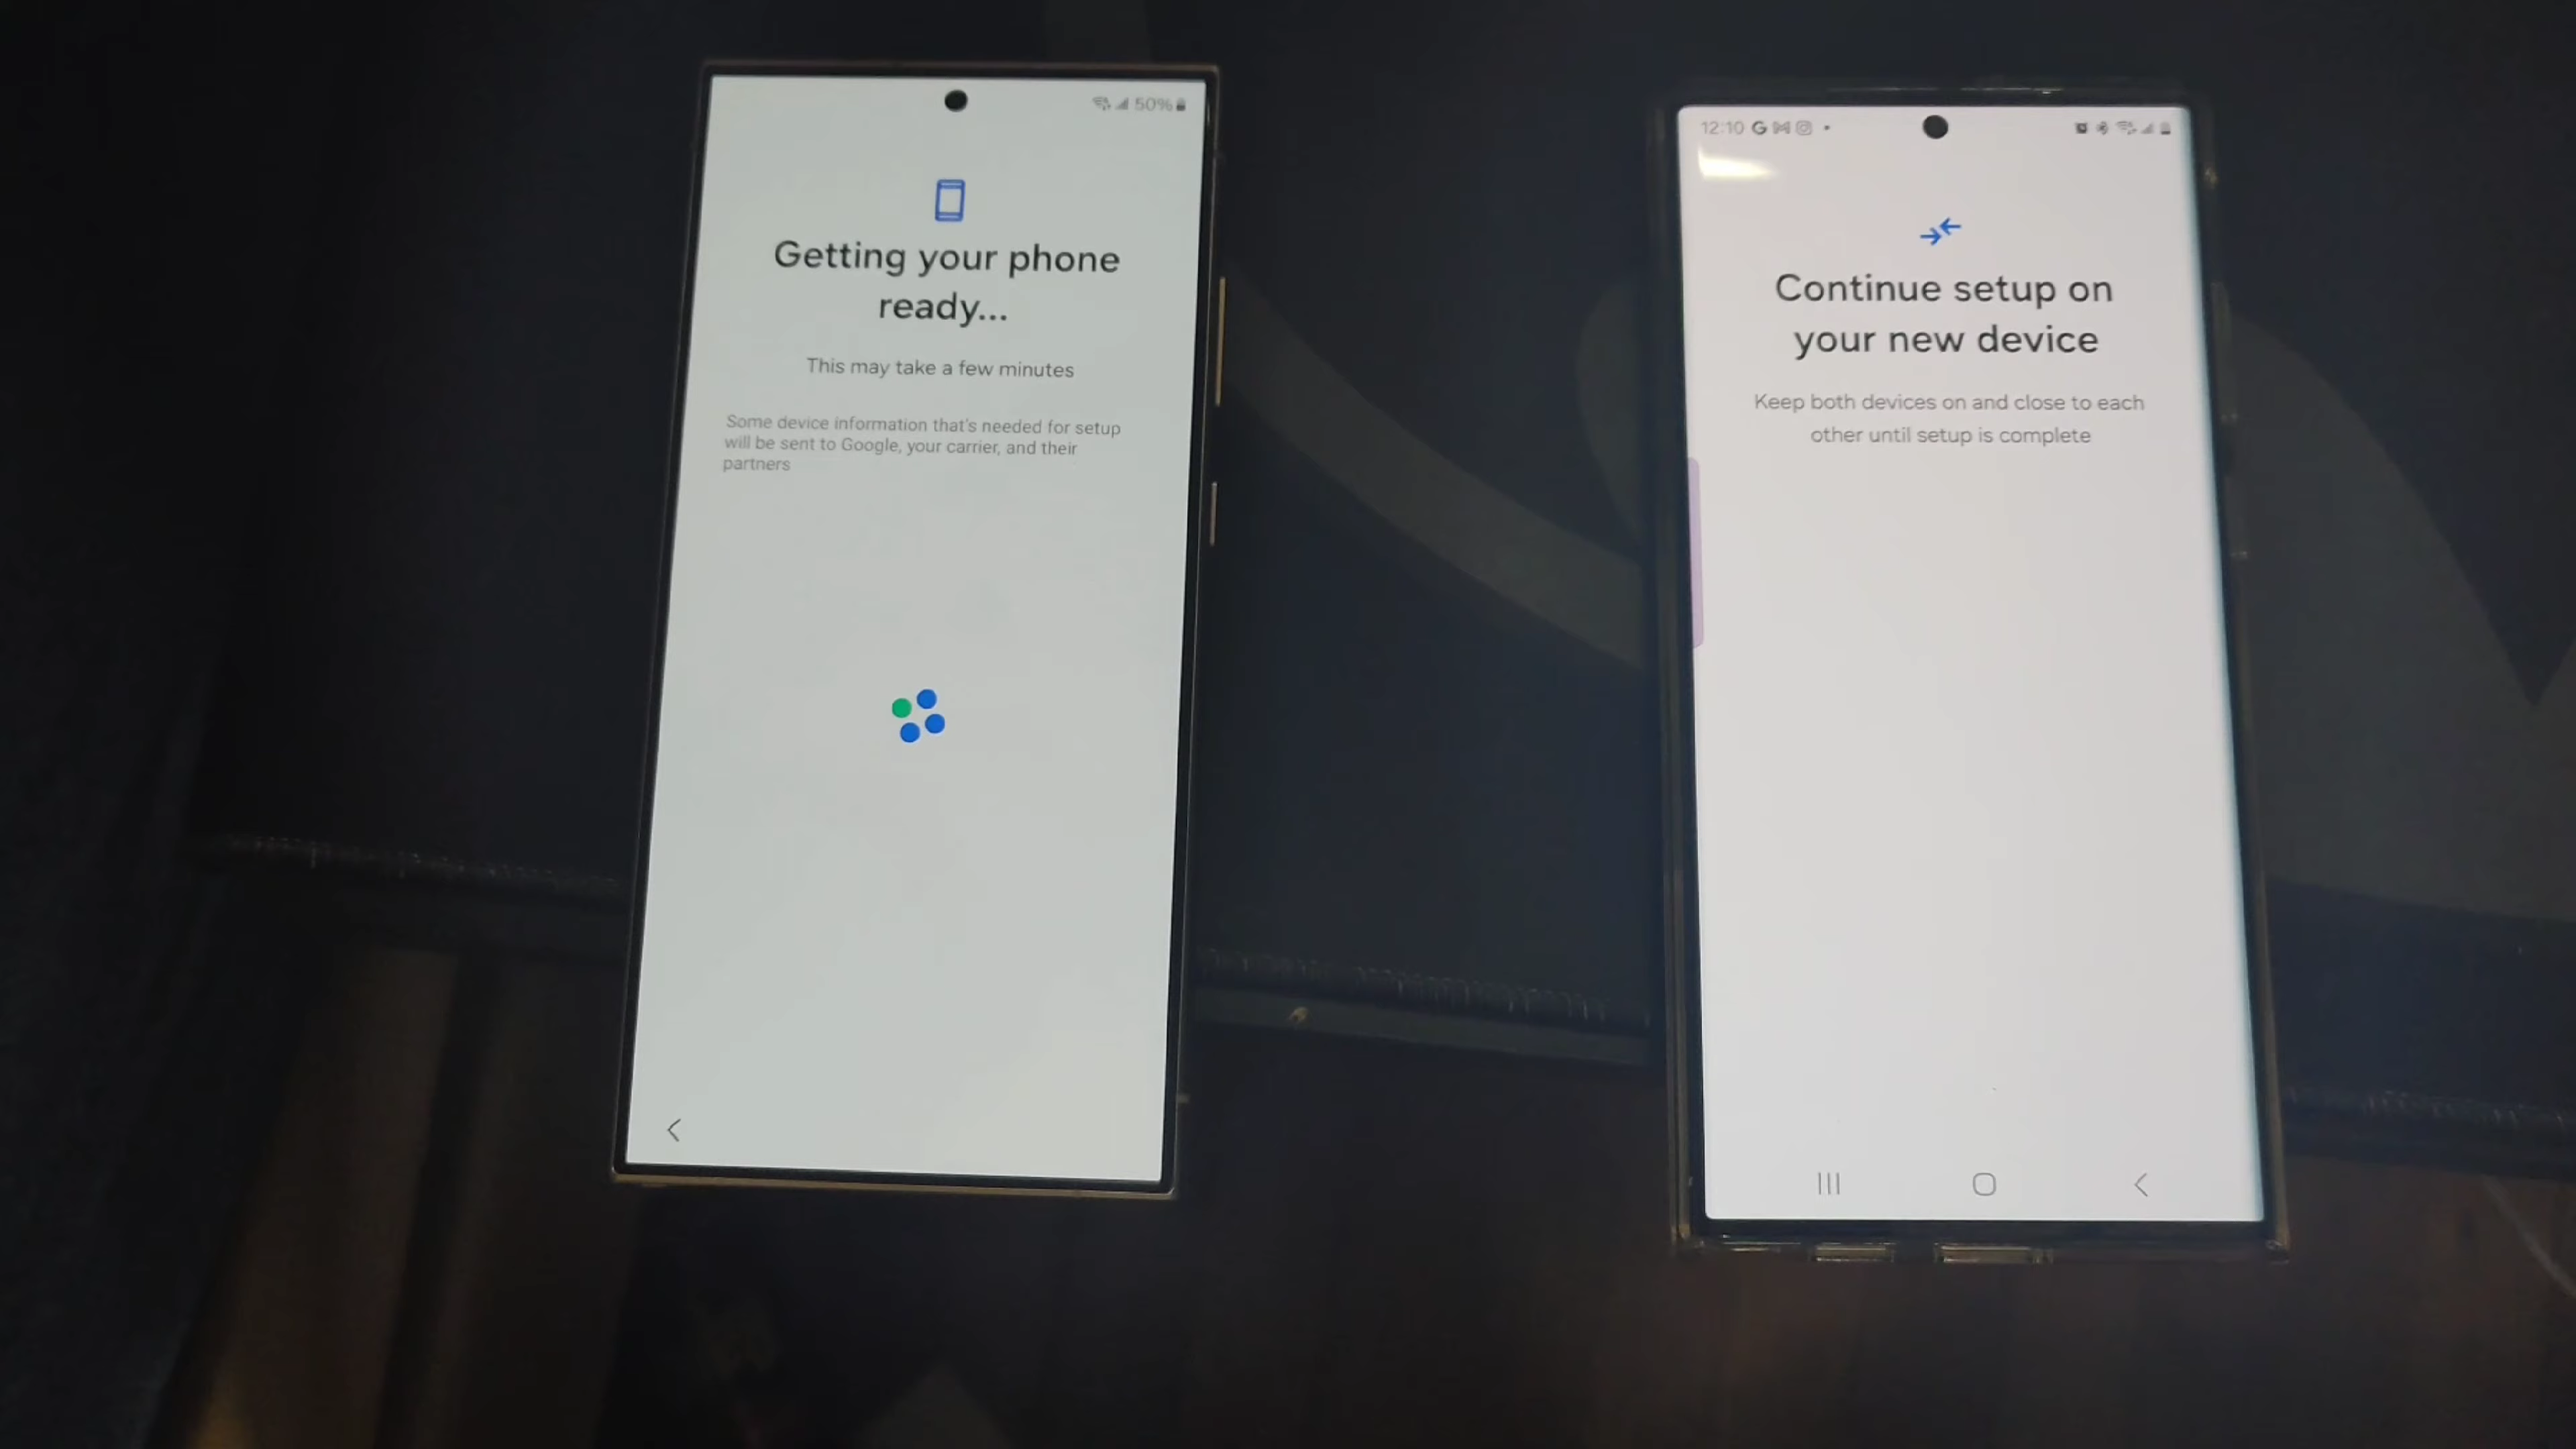 50%
Getting your phone
ready...
This may take a few minutes
Some device information that's needed for setup
will be sent to Google, your carrier, and their
partners
12:10 G
Continue setup on
your new device
Keep both devices on and close to each
other until setup is complete